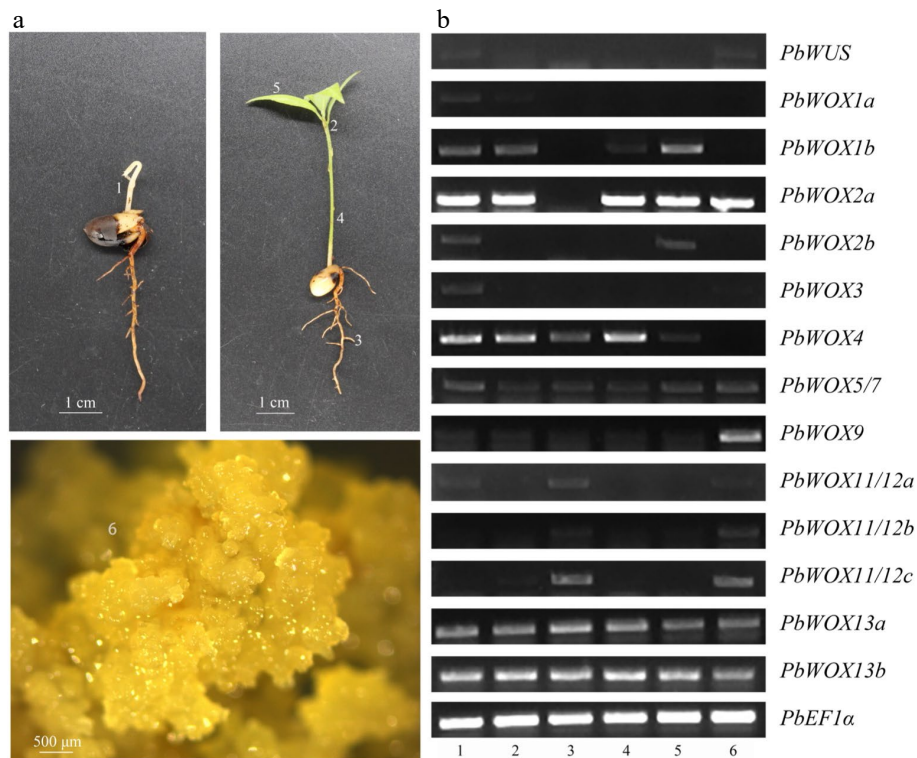 a
b
1
1 cm
5
2
4
3
1 cm
6
500 µm
PbWUS
PbWOX1a
PbWOX1b
PbWOX2a
PbWOX2b
PbWOX3
PbWOX4
PbWOX5/7
PbWOX9
PbWOX11/12a
PbWOX11/12b
PbWOX11/12c
PbWOX13a
PbWOX13b
PbEF1α
1 2 3 4 5 6